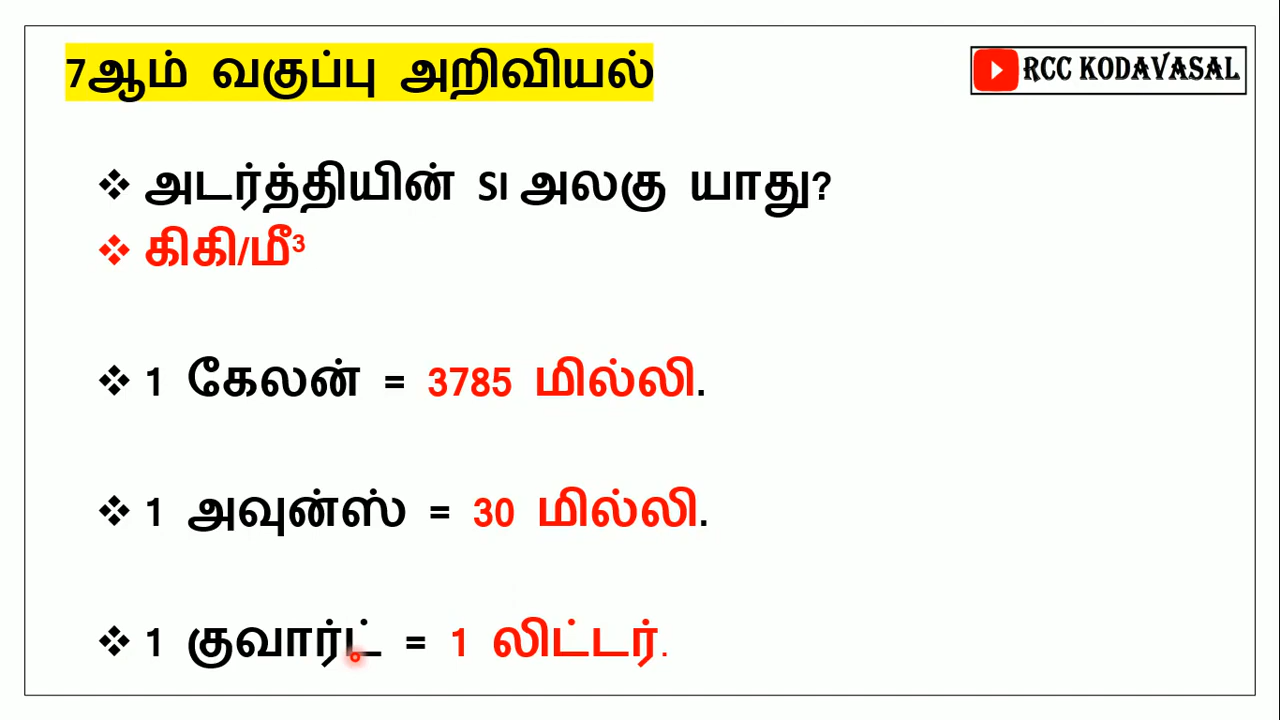 7ஆம் வகுப்பு அறிவியல்
RCC KODAVASAL
❖ அடர்த்தியின் SI அலகு யாது?
❖ கிகி/மீ³
❖ 1 கேலன் = 3785 மில்லி.
❖ 1 அவுன்ஸ் = 30 மில்லி.
❖ 1 குவார்ட் = 1 லிட்டர்.